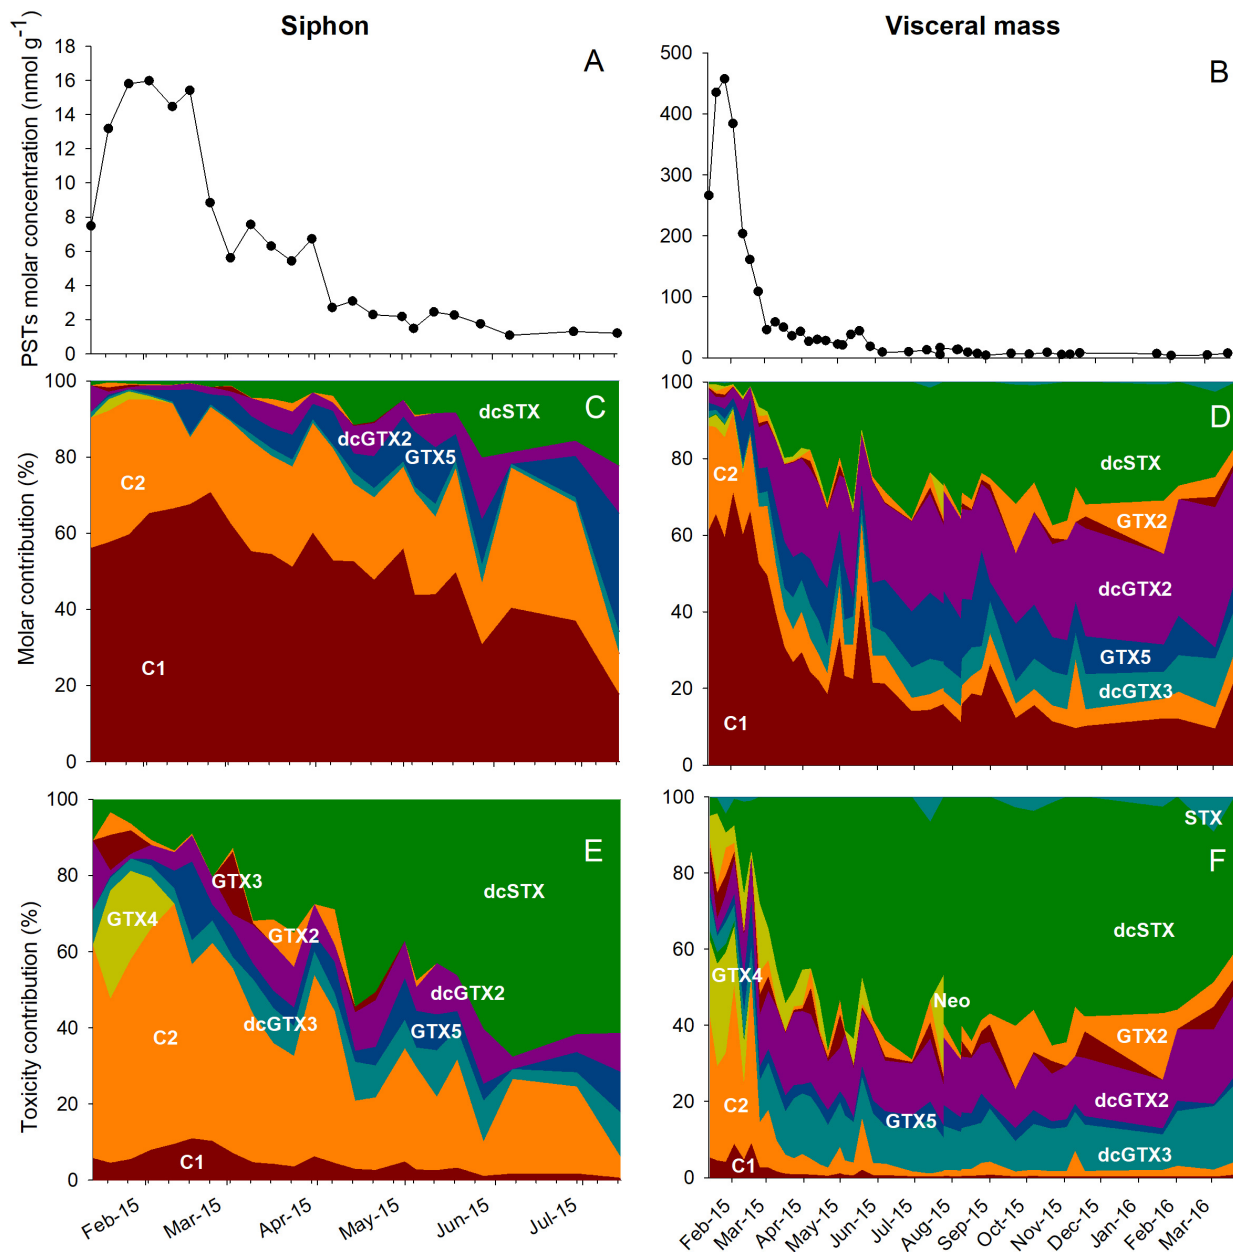 Siphon
Visceral mass
PSTs molar concentration (nmol g-1)
18
16
14
12
10
8
6
4
2
0
A
500
400
300
200
100
0
B
Molar contribution (%)
100
80
60
40
20
0
C
dcSTX
dcGTX2
GTX5
C2
C1
100
80
60
40
20
0
D
C2
dcSTX
GTX2
dcGTX2
GTX5
dcGTX3
C1
Toxicity contribution (%)
100
80
60
40
20
0
E
GTX3
dcSTX
GTX4
GTX2
dcGTX2
dcGTX3
GTX5
C2
C1
100
80
60
40
20
0
STX
F
dcSTX
GTX4
Neo
GTX2
C2
GTX5
dcGTX2
dcGTX3
C1
Feb-15
Mar-15
Apr-15
May-15
Jun-15
Jul-15
Feb-15
Mar-15
Apr-15
May-15
Jun-15
Jul-15
Aug-15
Sep-15
Oct-15
Nov-15
Dec-15
Jan-16
Feb-16
Mar-16